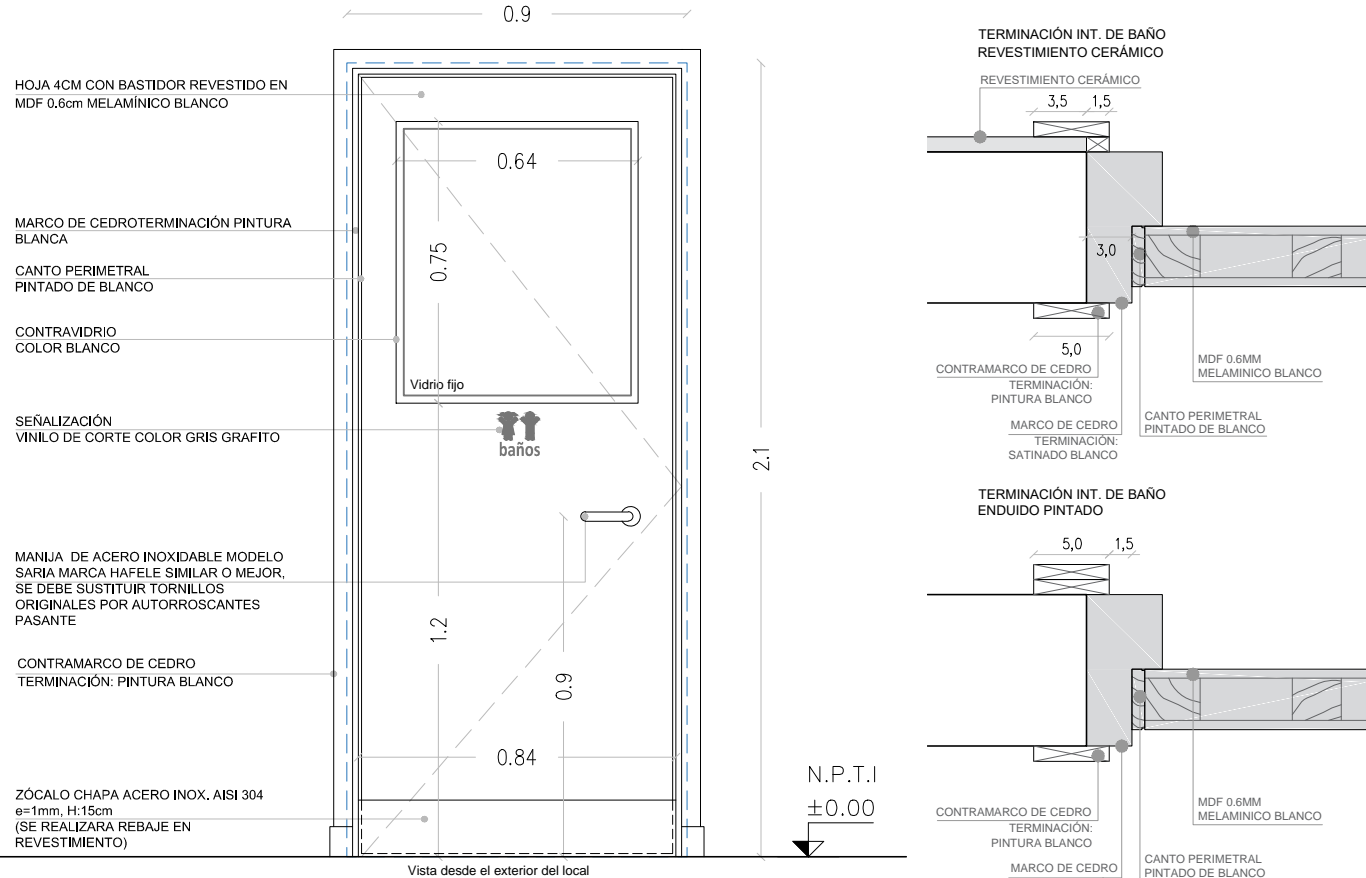 0.9
HOJA 4CM CON BASTIDOR REVESTIDO EN
MDF 0.6cm MELAMÍNICO BLANCO
0.64
MARCO DE CEDROTERMINACIÓN PINTURA
BLANCA
0.75
CANTO PERIMETRAL
PINTADO DE BLANCO
CONTRAVIDRIO
COLOR BLANCO
Vidrio fijo
SEÑALIZACIÓN
VINILO DE CORTE COLOR GRIS GRAFITO
baños
2.1
MANIJA DE ACERO INOXIDABLE MODELO
SARIA MARCA HAFELE SIMILAR O MEJOR,
SE DEBE SUSTITUIR TORNILLOS
ORIGINALES POR AUTORROSCANTES
PASANTE
1.2
CONTRAMARCO DE CEDRO
TERMINACIÓN: PINTURA BLANCO
0.9
0.84
N.P.T.I
±0.00
ZÓCALO CHAPA ACERO INOX. AISI 304
e=1mm, H:15cm
(SE REALIZARA REBAJE EN
REVESTIMIENTO)
Vista desde el exterior del local
TERMINACIÓN INT. DE BAÑO
REVESTIMIENTO CERÁMICO
REVESTIMIENTO CERÁMICO
3,5 1,5
3,0
5,0
CONTRAMARCO DE CEDRO
TERMINACIÓN:
PINTURA BLANCO
MDF 0.6MM
MELAMINICO BLANCO
MARCO DE CEDRO
TERMINACIÓN:
SATINADO BLANCO
CANTO PERIMETRAL
PINTADO DE BLANCO
TERMINACIÓN INT. DE BAÑO
ENDUIDO PINTADO
5,0 1,5
CONTRAMARCO DE CEDRO
TERMINACIÓN:
PINTURA BLANCO
MDF 0.6MM
MELAMINICO BLANCO
MARCO DE CEDRO
CANTO PERIMETRAL
PINTADO DE BLANCO